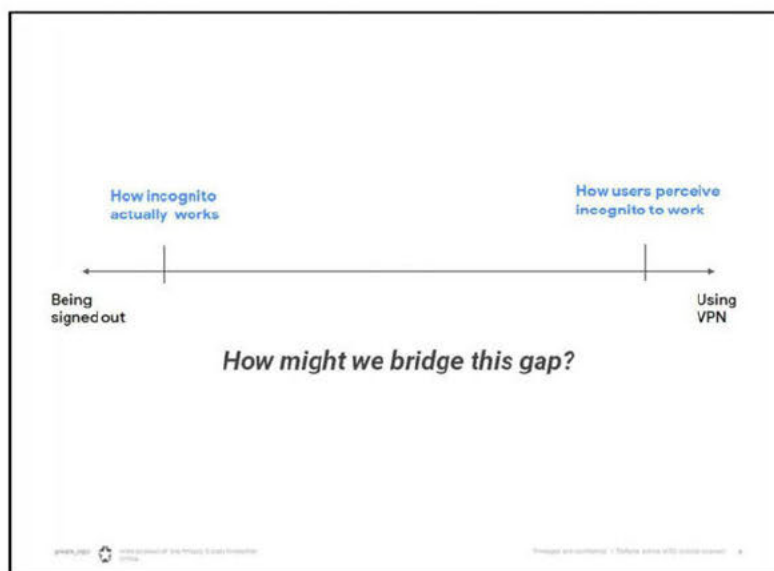 How incognito
actually works
How users perceive
incognito to work
Being
signed out
Using
VPN
How might we bridge this gap?